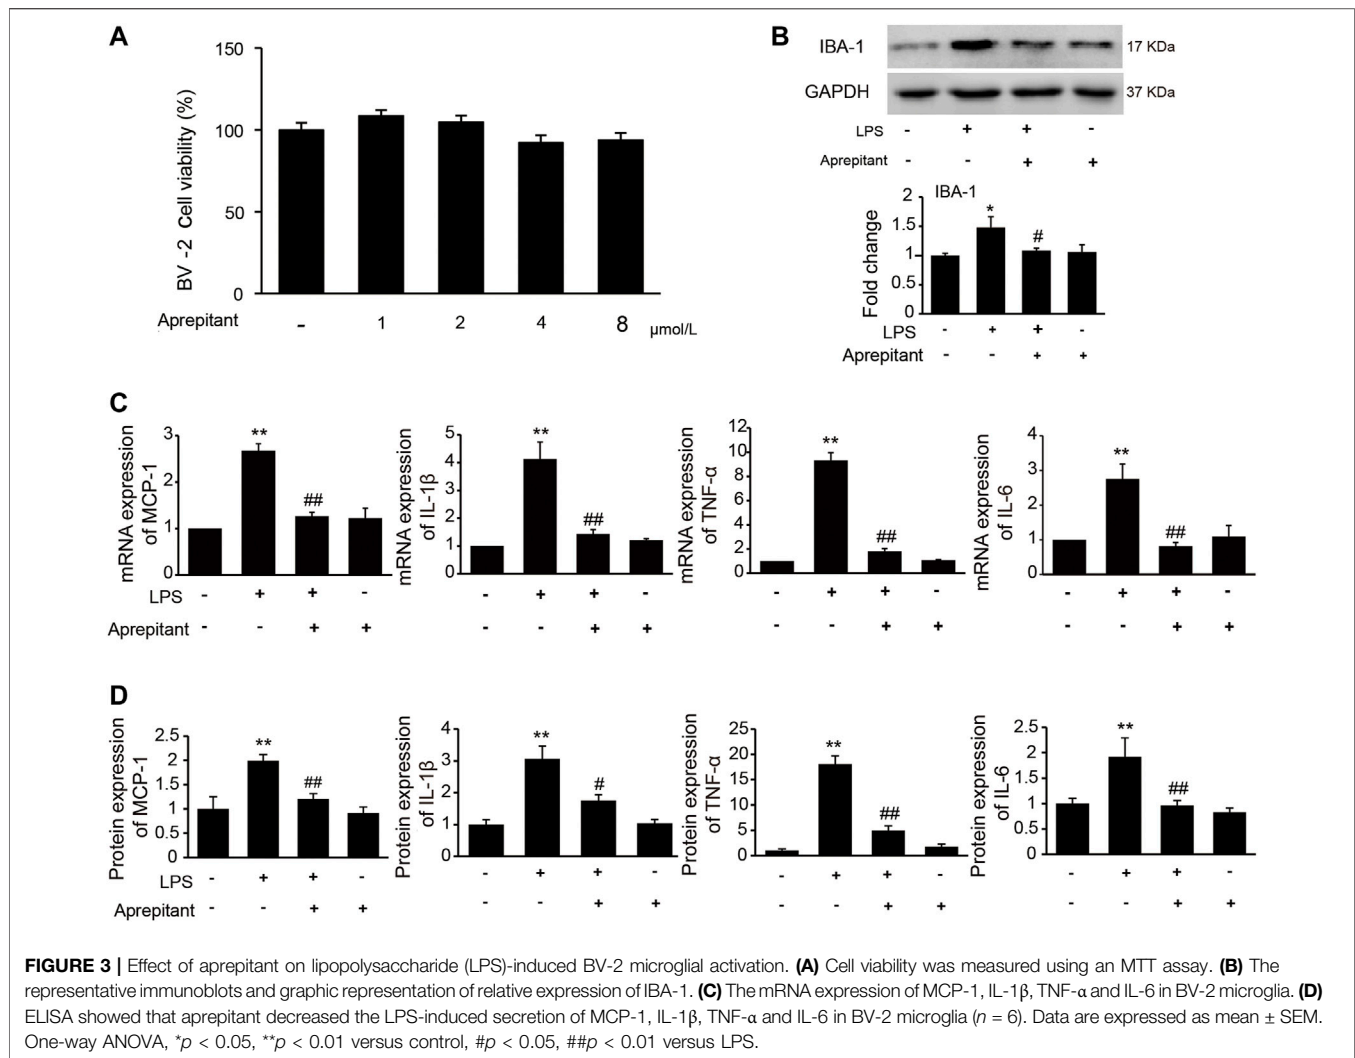 A
150
100
50
0
BV -2 Cell viability (%)
Aprepitant - 1 2 4 8 µmol/L
B
IBA-1 17 KDa
GAPDH 37 KDa
LPS - + + -
Aprepitant - - + +
IBA-1
2
1.5
1
0.5
0
Fold change
* #
LPS - + + -
Aprepitant - - + +
C
3
2
1
0
mRNA expression
of MCP-1
** ##
5
4
3
2
1
0
mRNA expression
of IL-1β
** ##
12
10
8
6
4
2
0
mRNA expression
of TNF-α
** ##
4
3
2
1
0
mRNA expression
of IL-6
** ##
LPS - + + - - + + - - + + - - + + -
Aprepitant - - + + - - + + - - + + - - + +
D
2.5
2
1.5
1
0.5
0
Protein expression
of MCP-1
** ##
4
3
2
1
0
Protein expression
of IL-1β
** #
25
20
15
10
5
0
Protein expression
of TNF-α
** ##
2.5
2
1.5
1
0.5
0
Protein expression
of IL-6
** ##
LPS - + + - - + + - - + + - - + + -
Aprepitant - - + + - - + + - - + + - - + +
FIGURE 3 | Effect of aprepitant on lipopolysaccharide (LPS)-induced BV-2 microglial activation. (A) Cell viability was measured using an MTT assay. (B) The
representative immunoblots and graphic representation of relative expression of IBA-1. (C) The mRNA expression of MCP-1, IL-1β, TNF-α and IL-6 in BV-2 microglia. (D)
ELISA showed that aprepitant decreased the LPS-induced secretion of MCP-1, IL-1β, TNF-α and IL-6 in BV-2 microglia (n = 6). Data are expressed as mean ± SEM.
One-way ANOVA, *p < 0.05, **p < 0.01 versus control, #p < 0.05, ##p < 0.01 versus LPS.